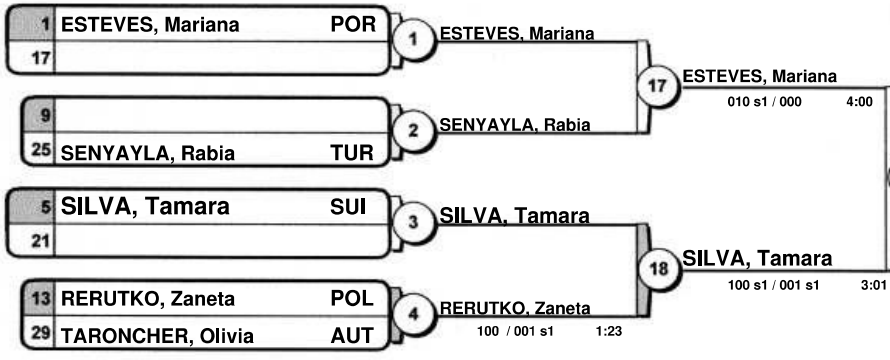 1 ESTEVES, Mariana POR
17
1 ESTEVES, Mariana
9
25 SENYAYLA, Rabia TUR
2 SENYAYLA, Rabia
17 ESTEVES, Mariana
010 s1 / 000 4:00
5 SILVA, Tamara SUI
21
3 SILVA, Tamara
13 RERUTKO, Zaneta POL
29 TARONCHER, Olivia AUT
4 RERUTKO, Zaneta
100 / 001 s1 1:23
18 SILVA, Tamara
100 s1 / 001 s1 3:01